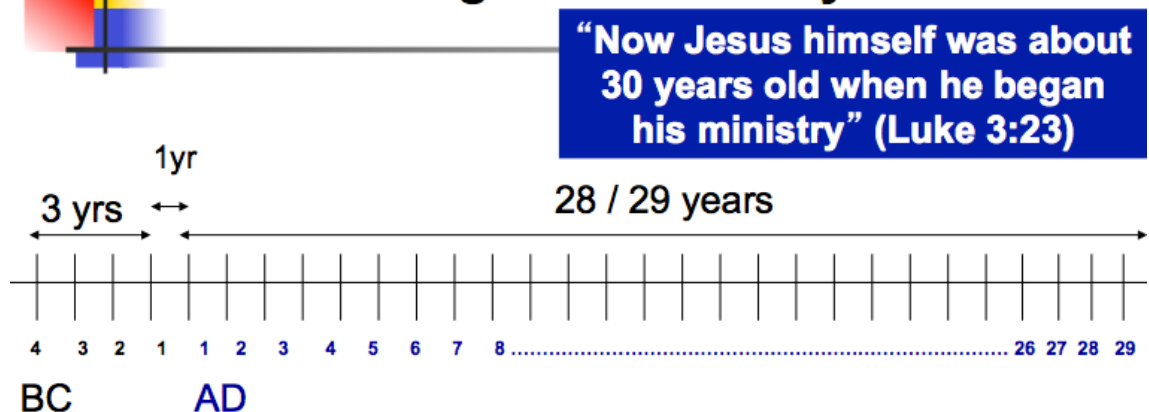 “Now Jesus himself was about
30 years old when he began
his ministry” (Luke 3:23)
1yr
3 yrs
28 / 29 years
4 3 2 1 1 2 3 4 5 6 7 8 ............................................................................. 26 27 28 29
BC AD